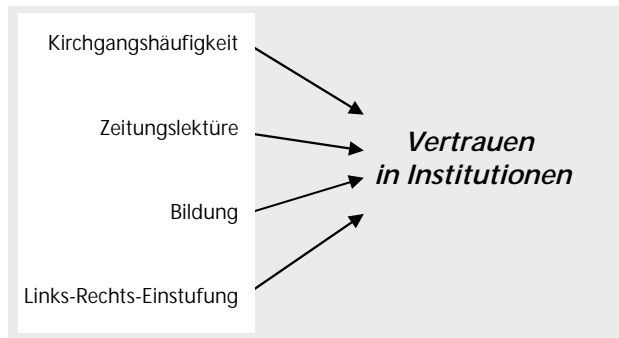 Kirchgangshäufigkeit
Zeitungslektüre
Bildung
Links-Rechts-Einstufung
Vertrauen
in Institutionen